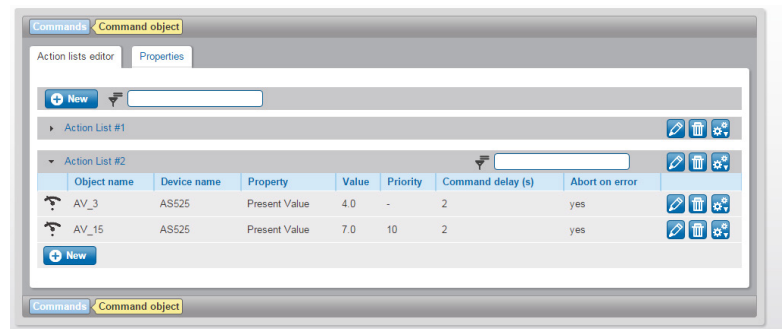 Commands Command object
Action lists editor Properties
New
Action List #1
Action List #2
Object name Device name Property Value Priority Command delay (s) Abort on error
AV_3 AS525 Present Value 4.0 - 2 yes
AV_15 AS525 Present Value 7.0 10 2 yes
New
Commands Command object